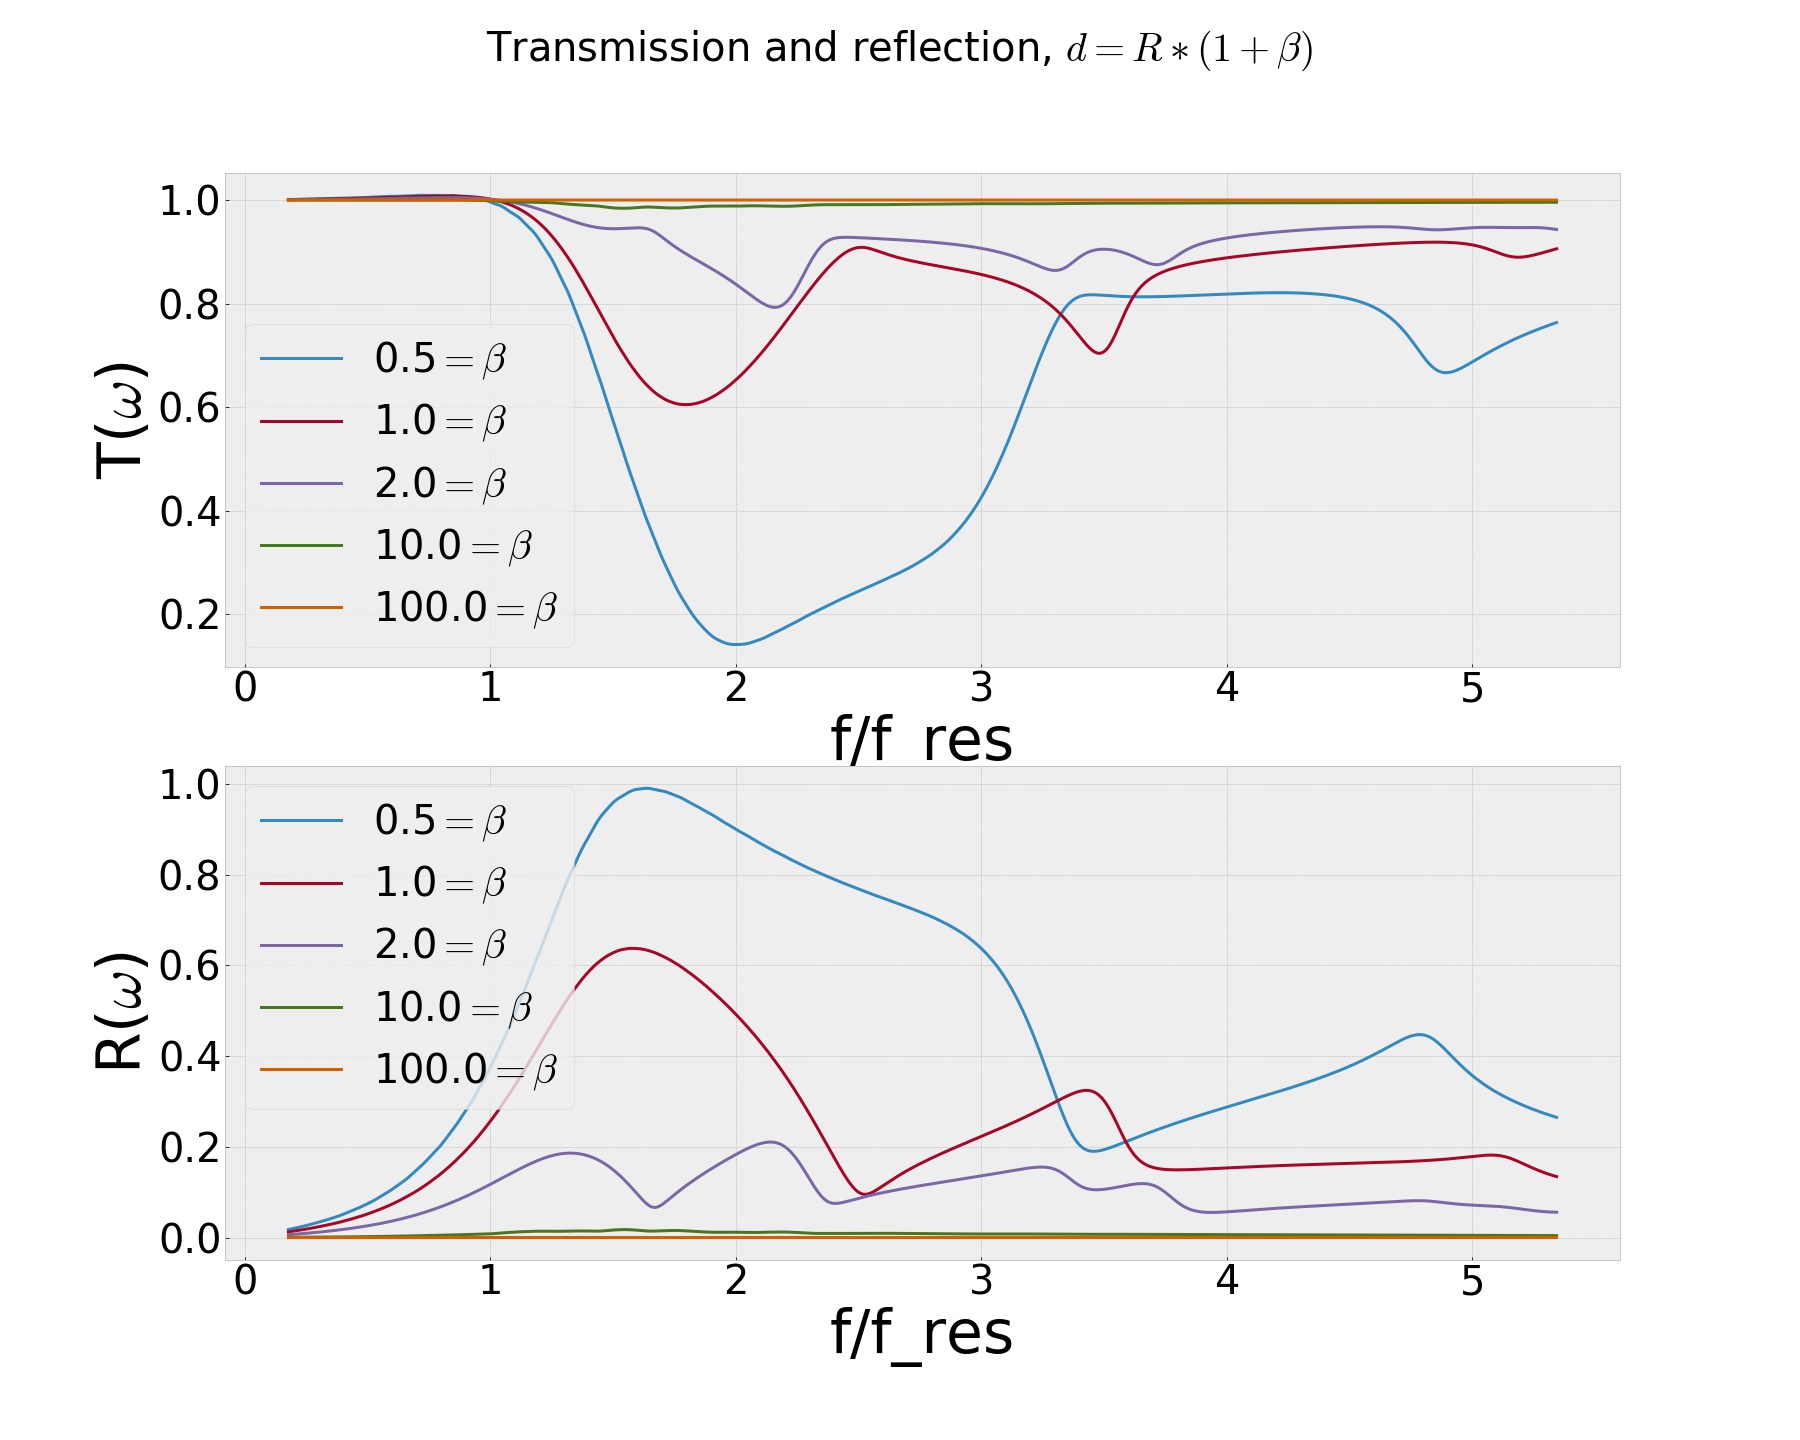 Transmission and reflection, d = R ∗ (1 + β)
1.0
0.8
0.6
0.4
0.2
T(ω)
0.5 = β
1.0 = β
2.0 = β
10.0 = β
100.0 = β
0 1 2 3 4 5
f/f_res
1.0
0.8
0.6
0.4
0.2
0.0
R(ω)
0.5 = β
1.0 = β
2.0 = β
10.0 = β
100.0 = β
0 1 2 3 4 5
f/f_res